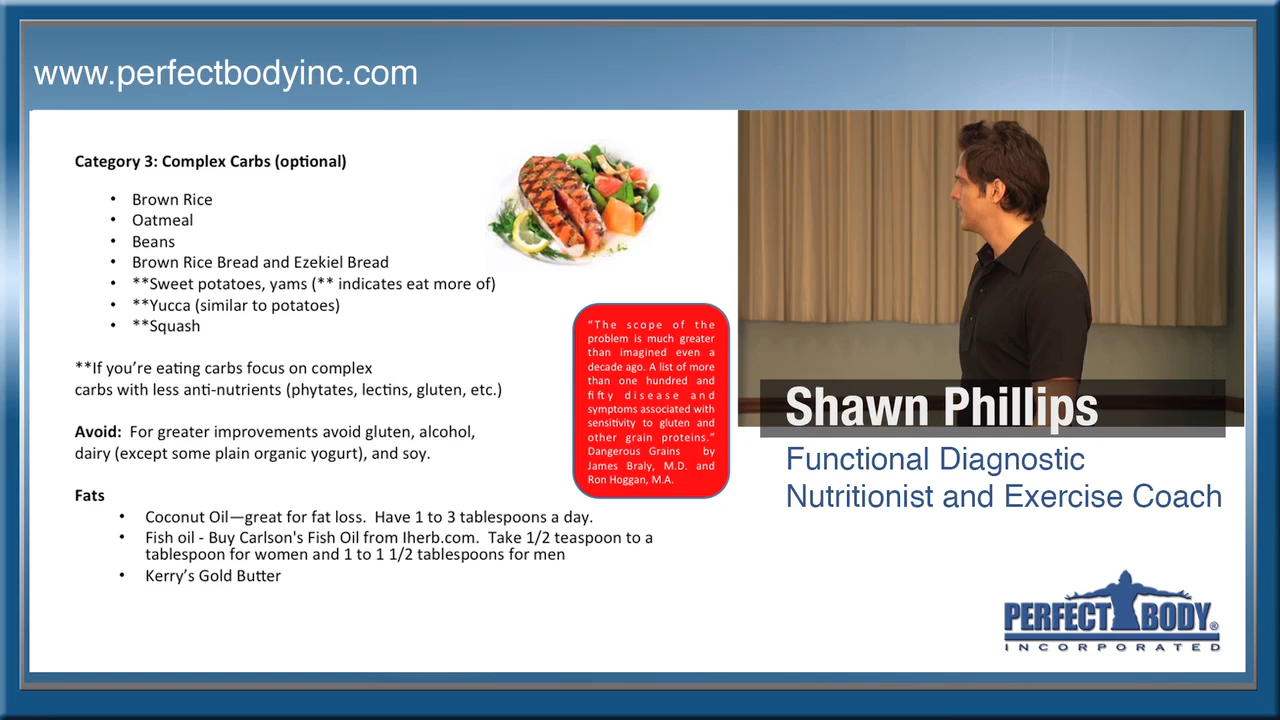 www.perfectbodyinc.com
Category 3: Complex Carbs (optional)
• Brown Rice
• Oatmeal
• Beans
• Brown Rice Bread and Ezekiel Bread
• **Sweet potatoes, yams (** indicates eat more of)
• **Yucca (similar to potatoes)
• **Squash
**If you’re eating carbs focus on complex
carbs with less anti-nutrients (phytates, lectins, gluten, etc.)
Avoid: For greater improvements avoid gluten, alcohol,
dairy (except some plain organic yogurt), and soy.
Fats
• Coconut Oil—great for fat loss. Have 1 to 3 tablespoons a day.
• Fish oil - Buy Carlson's Fish Oil from Iherb.com. Take 1/2 teaspoon to a
tablespoon for women and 1 to 1 1/2 tablespoons for men
• Kerry’s Gold Butter
“The scope of the
problem is much greater
than imagined even a
decade ago. A list of more
than one hundred and
fifty disease and
symptoms associated with
sensitivity to gluten and
other grain proteins.”
Dangerous Grains by
James Braly, M.D. and
Ron Hoggan, M.A.
Shawn Phillips
Functional Diagnostic
Nutritionist and Exercise Coach
PERFECT BODY®
INCORPORATED